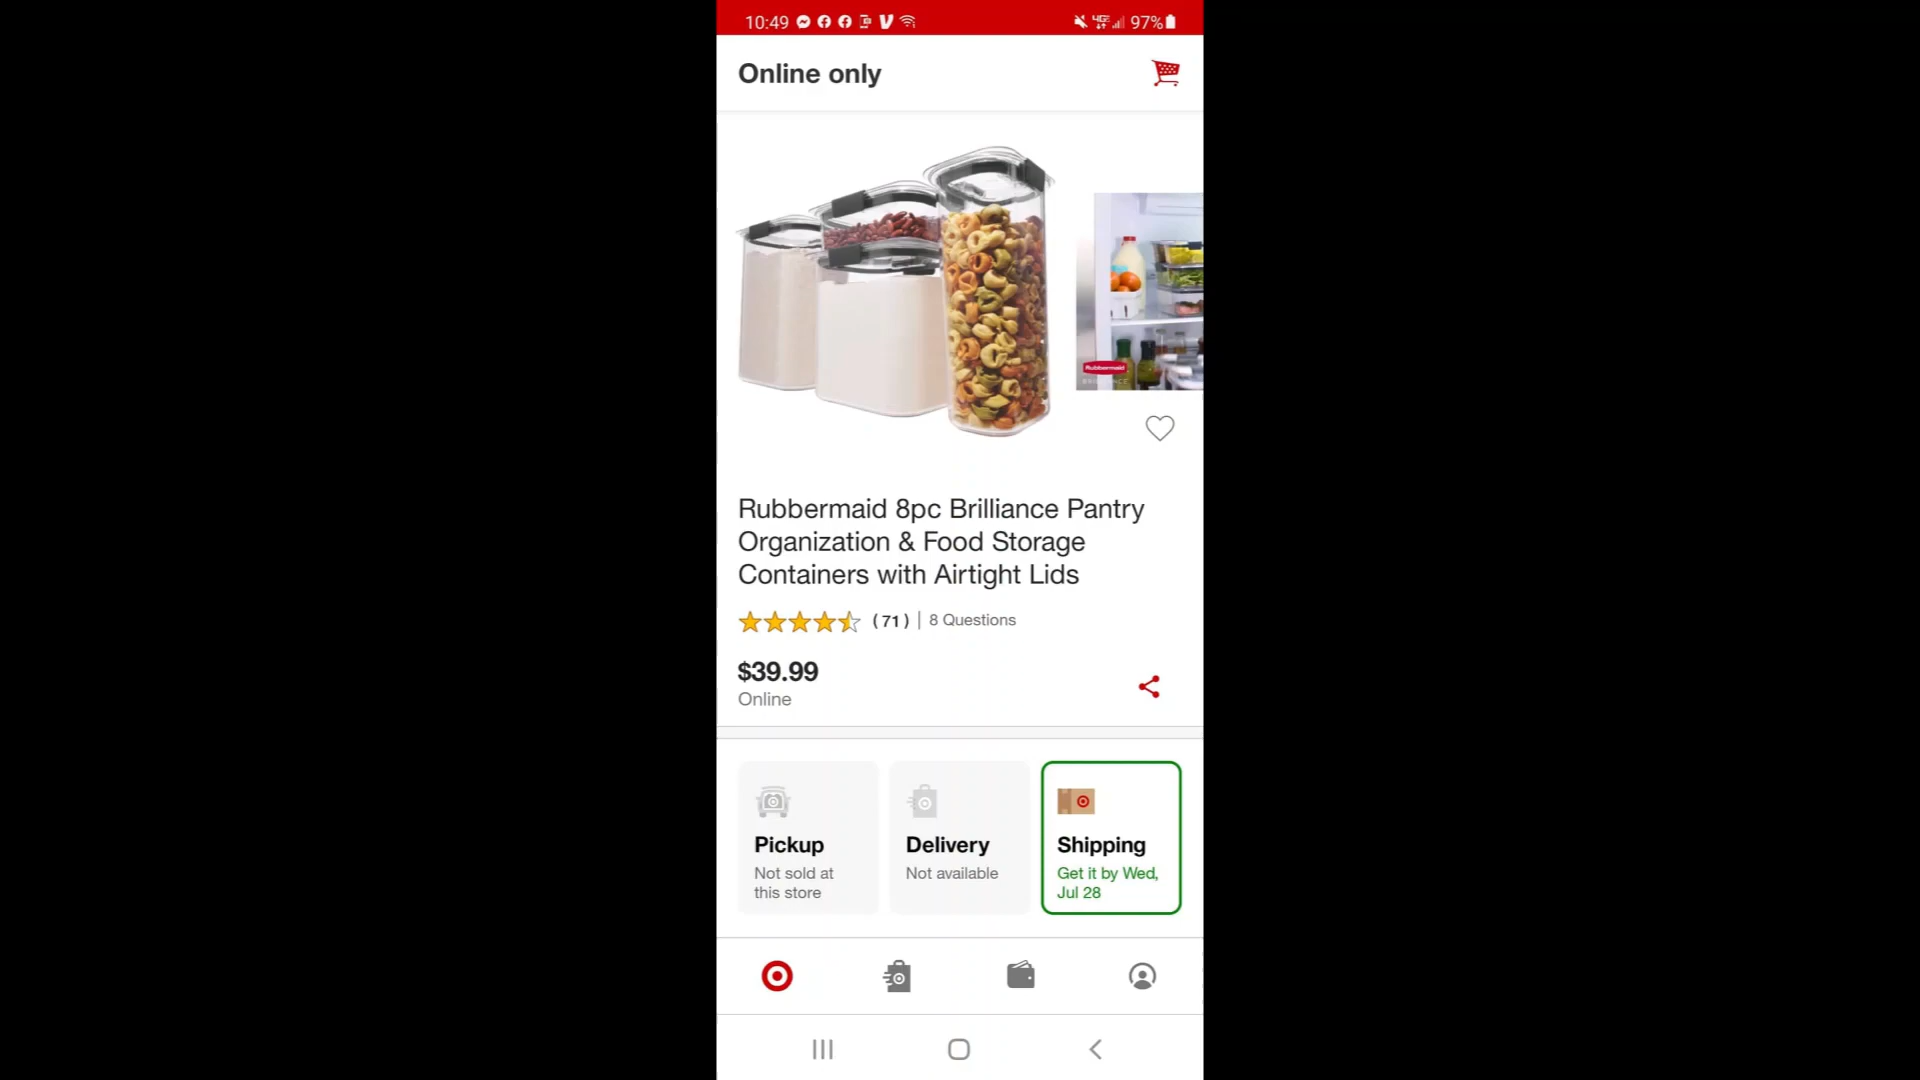 10:49
97%
Online only
Rubbermaid
BRILLIANCE
Rubbermaid 8pc Brilliance Pantry
Organization & Food Storage
Containers with Airtight Lids
(71) | 8 Questions
$39.99
Online
Pickup
Not sold at
this store
Delivery
Not available
Shipping
Get it by Wed,
Jul 28